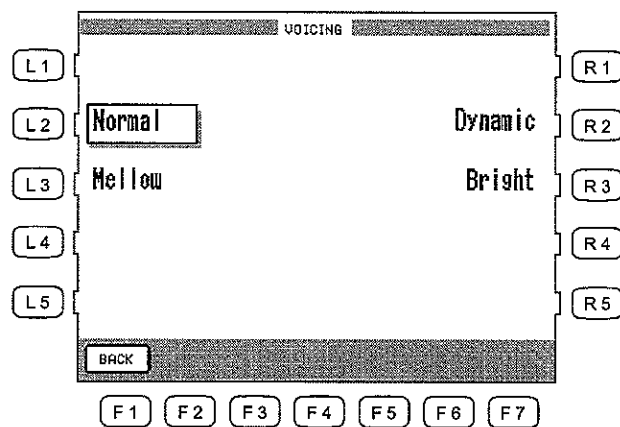 VOICING
L1 R1
L2 Normal Dynamic R2
L3 Mellow Bright R3
L4 R4
L5 R5
BACK
F1 F2 F3 F4 F5 F6 F7